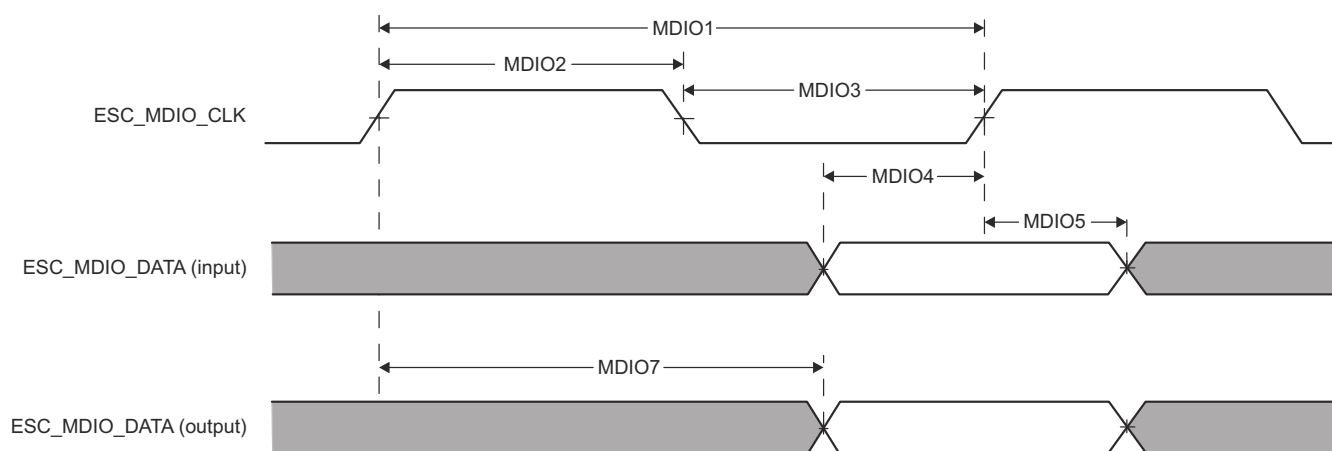 MDIO1
MDIO2
MDIO3
ESC_MDIO_CLK
MDIO4
MDIO5
ESC_MDIO_DATA (input)
MDIO7
ESC_MDIO_DATA (output)